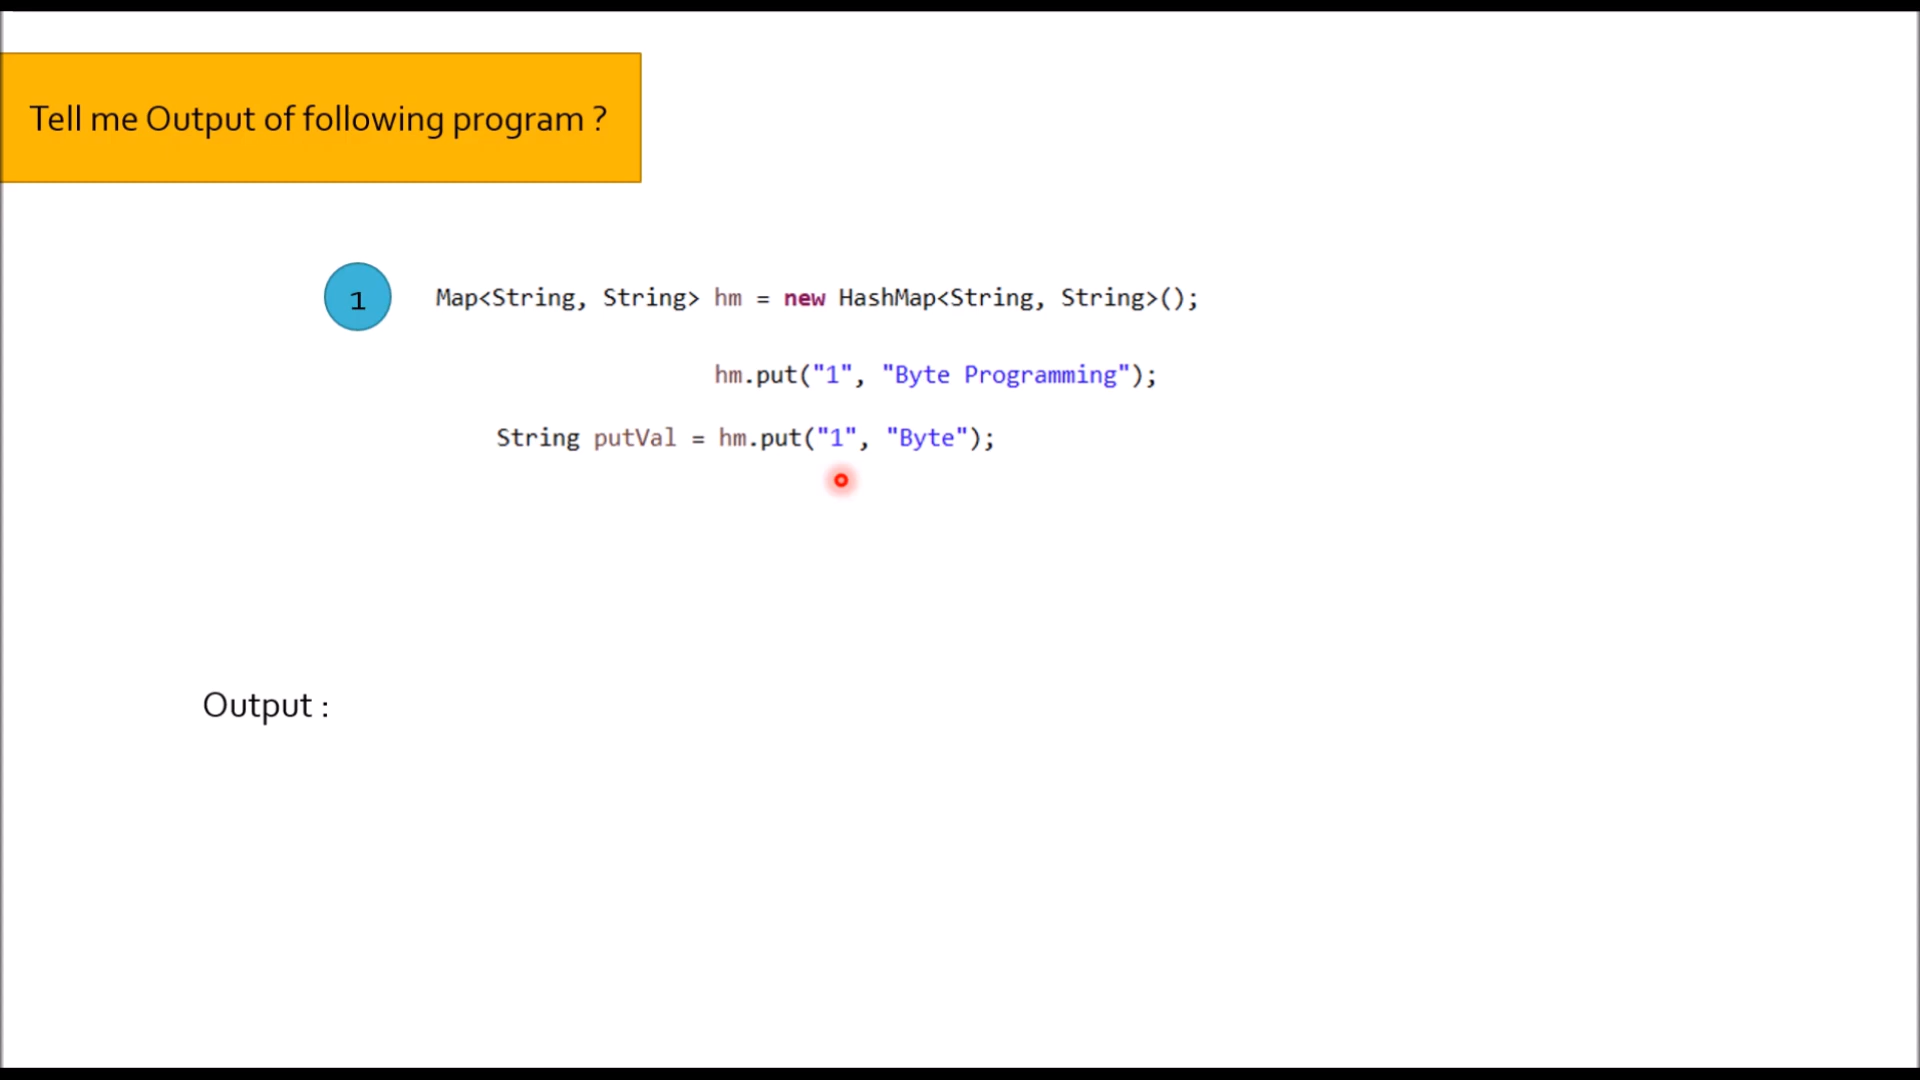 Tell me Output of following program ?
1
Map<String, String> hm = new HashMap<String, String>();
hm.put("1", "Byte Programming");
String putVal = hm.put("1", "Byte");
Output :